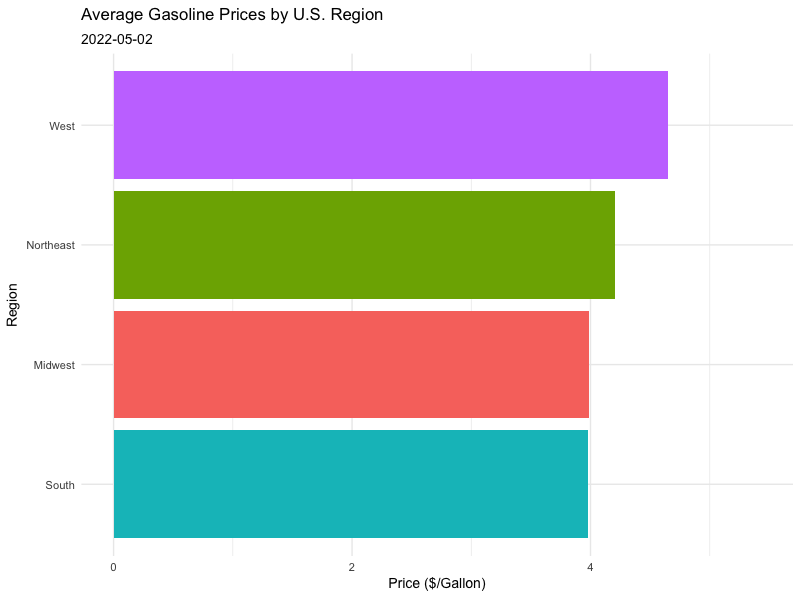 Average Gasoline Prices by U.S. Region
2022-05-02
West
Northeast
Midwest
South
Region
0 2 4
Price ($/Gallon)